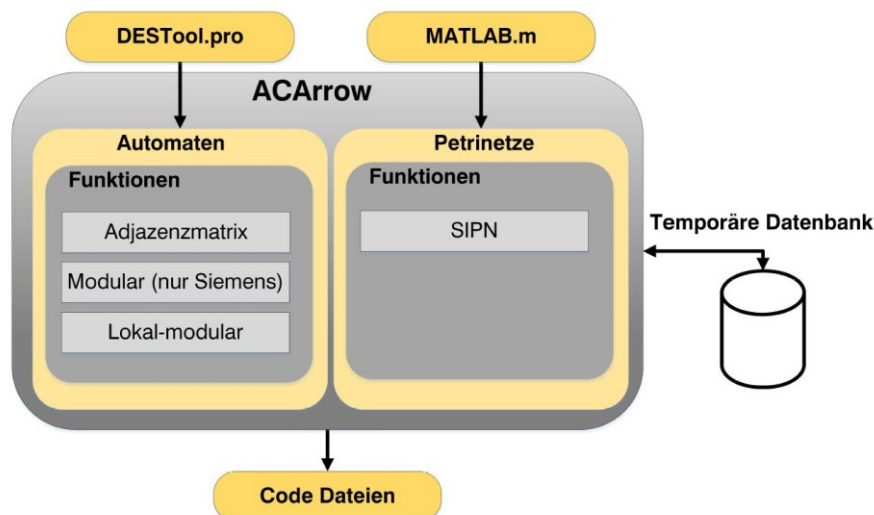 DESTool.pro
MATLAB.m
ACArrow
Automaten
Petrinetze
Funktionen
Funktionen
Adjazenzmatrix
SIPN
Modular (nur Siemens)
Lokal-modular
Temporäre Datenbank
Code Dateien